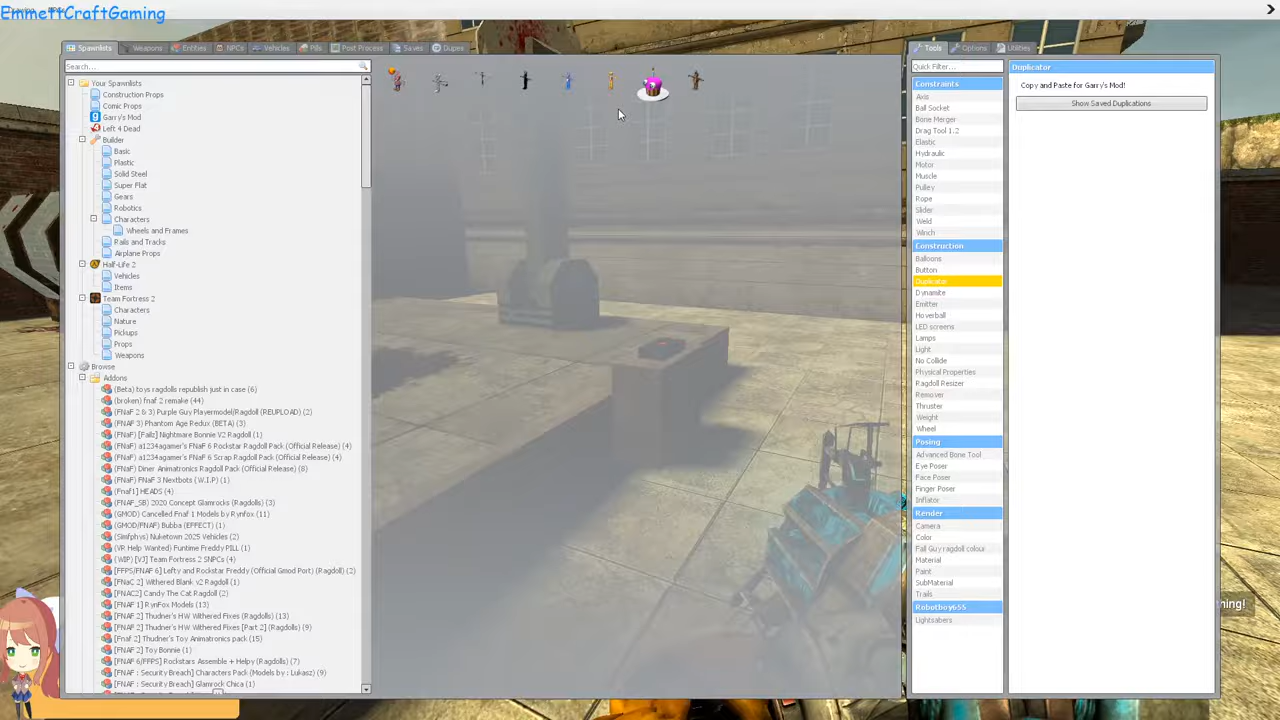 EmmettCraftGaming
Spawnlists
Weapons
Entities
NPCs
Vehicles
Pills
Post Process
Saves
Dupes
Search...
Your Spawnlists
Construction Props
Comic Props
Garry's Mod
Left 4 Dead
Builder
Basic
Plastic
Solid Steel
Super Plat
Gears
Robotics
Characters
Wheels and Frames
Rails and Tracks
Airplane Props
Half-Life 2
Vehicles
Items
Team Fortress 2
Characters
Nature
Pickups
Props
Weapons
Browse
Addons
(Beta) toys ragdolls republish just in case (6)
(broken) fnaf 2 remake (44)
(FNaF 2 & 3) Purple Guy Playermodel/Ragdoll (REUPLOAD) (2)
(FNAF 3) Phantom Age Redux (BETA) (3)
(FNaF) [Failz] Nightmare Bonnie V2 Ragdoll (1)
(FNaF) a1234agamer's FNaF 6 Rockstar Ragdoll Pack (Official Release) (4)
(FNaF) a1234agamer's FNaF 6 Scrap Ragdoll Pack (Official Release) (4)
(FNaF) Diner Animatronics Ragdoll Pack (Official Release) (8)
(FNAF) FNAF 3 Nextbots ( W.I.P) (1)
(Fnaf1) HEADS (4)
(FNAF_SB) 2020 Concept Glamrocks (Ragdolls) (3)
(GMOD) Cancelled Fnaf 1 Models by Rynfox (11)
(GMOD/FNAF) Bubba (EFFECT) (1)
(Simfphys) Nuketown 2025 Vehicles (2)
(VR Help Wanted) Funtime Freddy PILL (1)
(WIP) [VJ] Team Fortress 2 SNPCs (4)
[FFPS/FNAF 6] Lefty and Rockstar Freddy (Official Gmod Port) (Ragdoll) (2)
[FNaC 2] Withered Blank v2 Ragdoll (1)
[FNAC2] Candy The Cat Ragdoll (2)
[FNAF 1] RynFox Models (13)
[FNAF 2] Thudner's HW Withered Fixes (Ragdolls) (13)
[FNAF 2] Thudner's HW Withered Fixes [Part 2] (Ragdolls) (9)
[Fnaf 2] Thudner's Toy Animatronics pack (15)
[FNAF 2] Toy Bonnie (1)
[FNAF 6/FFPS] Rockstars Assemble + Helpy (Ragdolls) (7)
[FNAF : Security Breach] Characters Pack (Models by : Lukasz) (9)
[FNAF : Security Breach] Glamrock Chica (1)
Tools
Options
Utilities
Quick Filter...
Constraints
Axis
Ball Socket
Bone Merger
Drag Tool 1.2
Elastic
Hydraulic
Motor
Muscle
Pulley
Rope
Slider
Weld
Winch
Construction
Balloons
Button
Duplicator
Dynamite
Emitter
Hoverball
LED screens
Lamps
Light
No Collide
Physical Properties
Ragdoll Resizer
Remover
Thruster
Weight
Wheel
Posing
Advanced Bone Tool
Eye Poser
Face Poser
Finger Poser
Inflator
Render
Camera
Color
Fall Guy ragdoll colour
Material
Paint
SubMaterial
Trails
Robotboy655
Lightsabers
Duplicator
Copy and Paste for Garry's Mod!
Show Saved Duplications